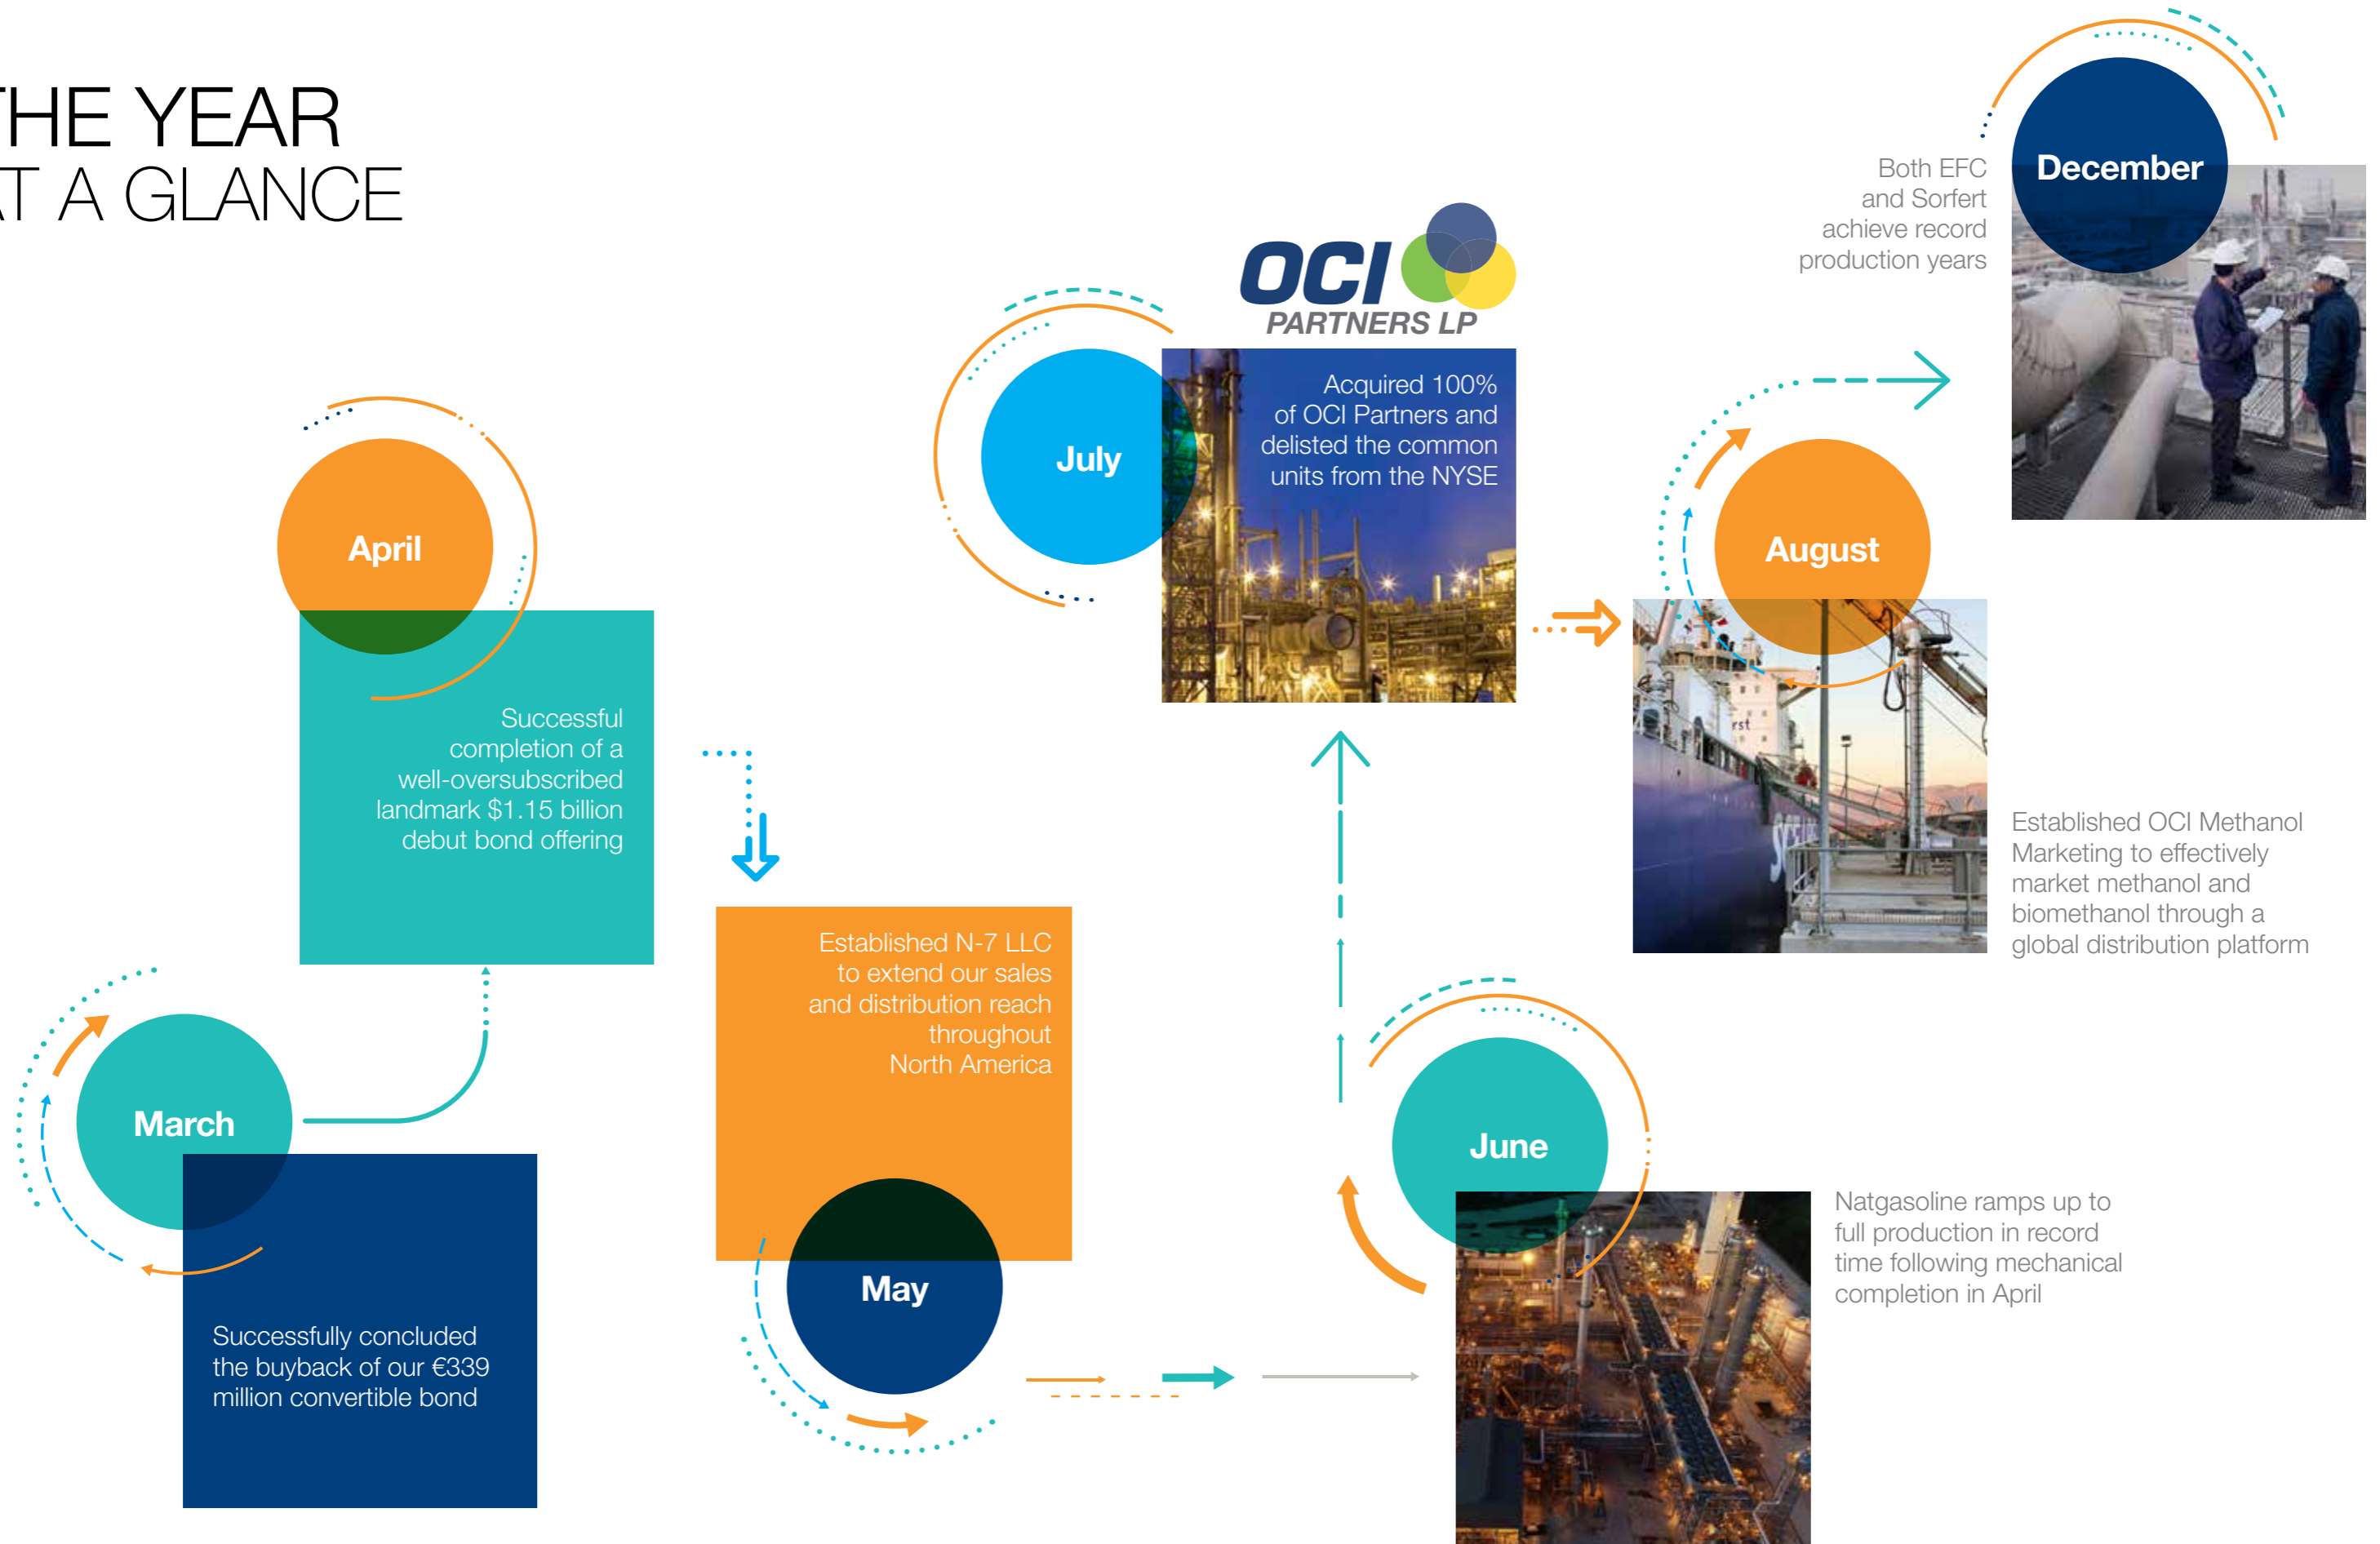 THE YEAR
AT A GLANCE
March
Successfully concluded
the buyback of our €339
million convertible bond
April
Successful
completion of a
well-oversubscribed
landmark $1.15 billion
debut bond offering
Established N-7 LLC
to extend our sales
and distribution reach
throughout
North America
May
June
Natgasoline ramps up to
full production in record
time following mechanical
completion in April
OCI
PARTNERS LP
July
Acquired 100%
of OCI Partners and
delisted the common
units from the NYSE
August
rst
Established OCI Methanol
Marketing to effectively
market methanol and
biomethanol through a
global distribution platform
December
Both EFC
and Sorfert
achieve record
production years